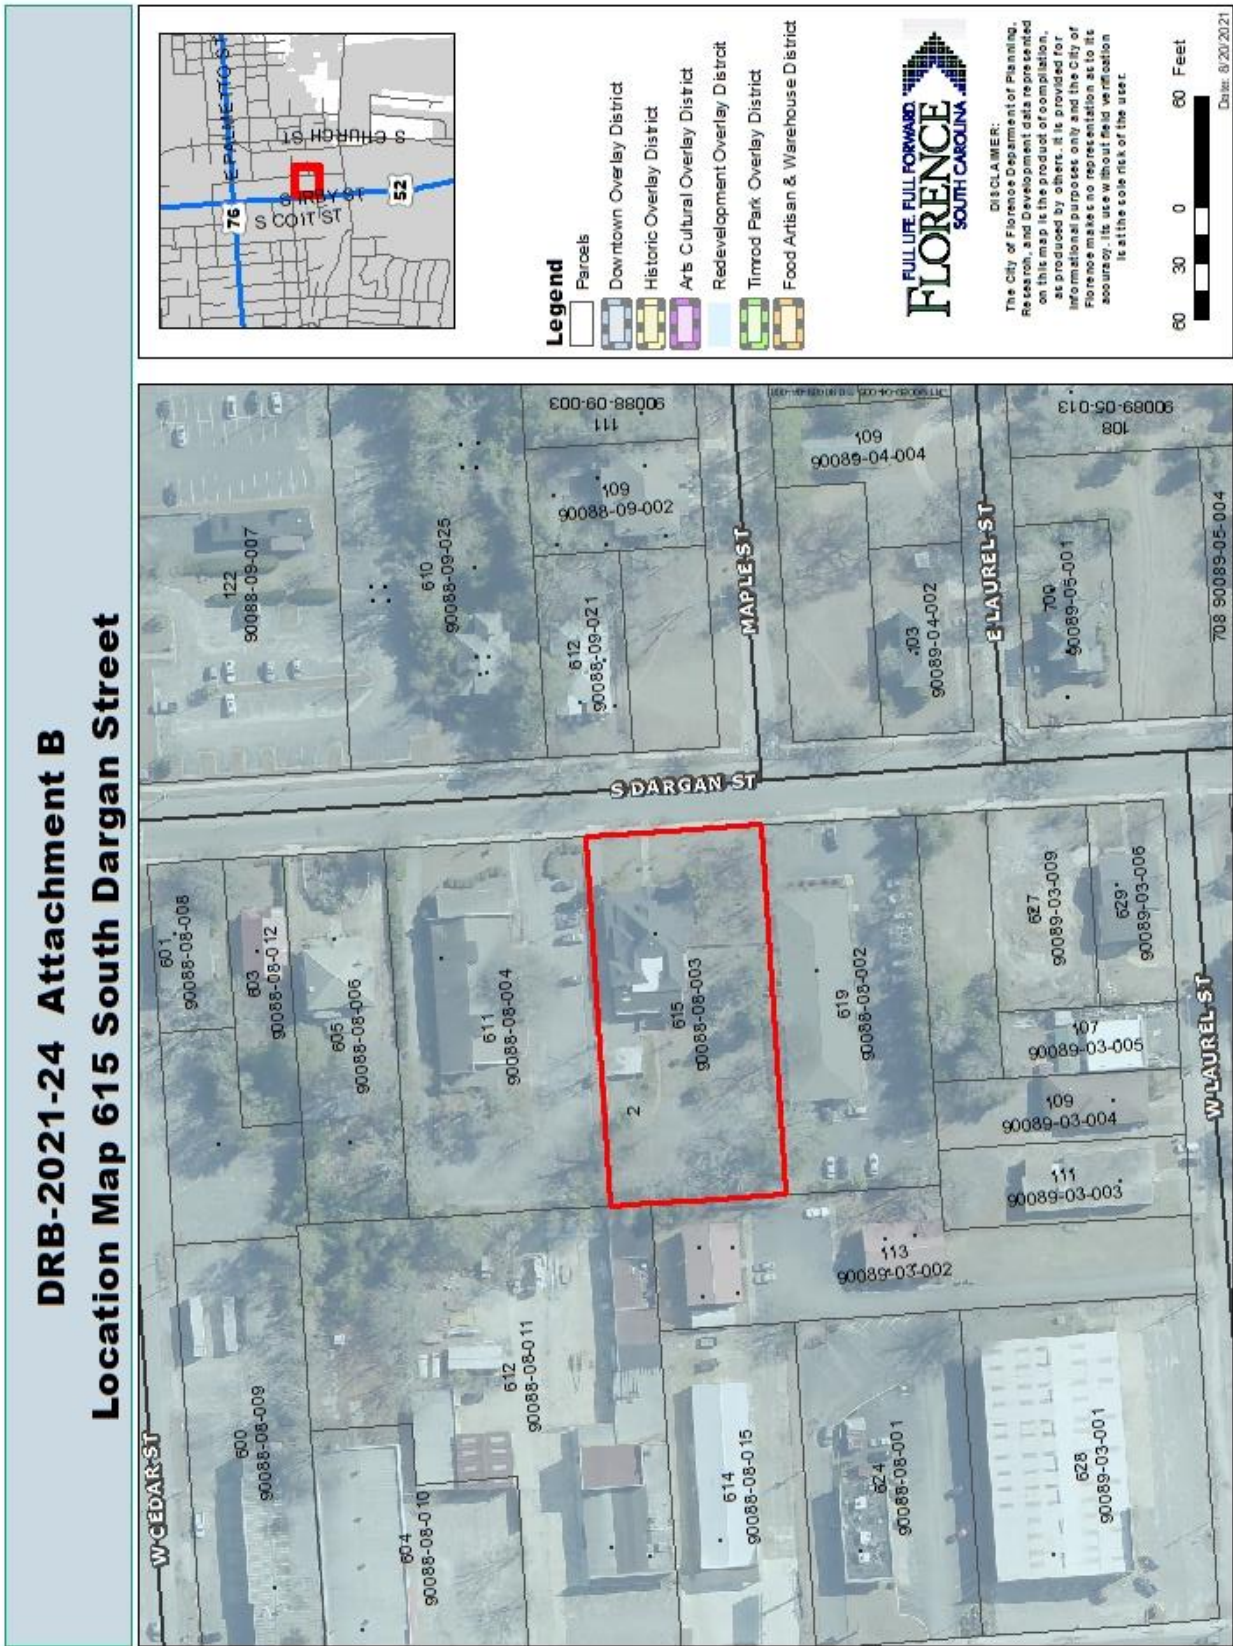 DRB-2021-24 Attachment B
Location Map 615 South Dargan Street
W CEDAR ST
600
90088-08-009
604
90088-08-010
612
90088-08-011
614
90088-08-015
624
90088-08-001
628
90089-03-001
601
90088-08-008
603
90088-08-012
605
90088-08-006
611
90088-08-004
2
615
90088-08-003
619
90088-08-002
113
90089-03-002
111
90089-03-003
109
90089-03-004
107
90089-03-005
627
90089-03-009
629
90089-03-006
W LAUREL ST
S DARGAN ST
122
90088-09-007
610
90088-09-025
612
90088-09-021
109
90088-09-002
111
90088-09-003
MAPLE ST
109
90089-04-004
103
90089-04-002
E LAUREL ST
700
90089-05-001
108
90089-05-013
708 90089-05-004
E PALMETTO ST
76
S COIT ST
S IRBY ST
S CHURCH ST
52
Legend
Parcels
Downtown Overlay District
Historic Overlay District
Arts Cultural Overlay District
Redevelopment Overlay Distrcit
Timrod Park Overlay District
Food Artisan & Warehouse District
FULL LIFE. FULL FORWARD.
FLORENCE
SOUTH CAROLINA
DISCLAIMER:
The City of Florence Deparment of Planning,
Research, and Development data represented
on this map is the product of compilation,
as produced by others. It is provided for
informational purposes only and the City of
Florence makes no representation as to its
accuracy. Its use without field verification
is at the sole risk of the user.
60 30 0 60 Feet
Date: 8/20/2021